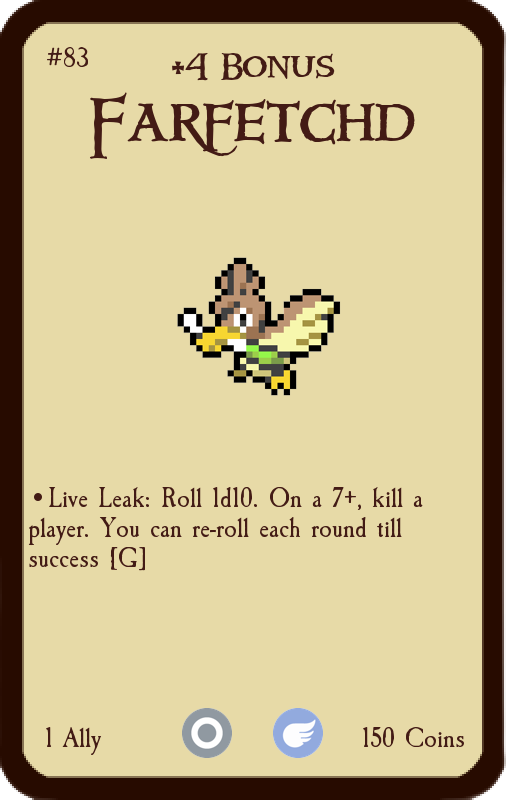 #83
+4 Bonus
Farfetchd
•Live Leak: Roll 1d10. On a 7+, kill a
player. You can re-roll each round till
success [G]
1 Ally
150 Coins